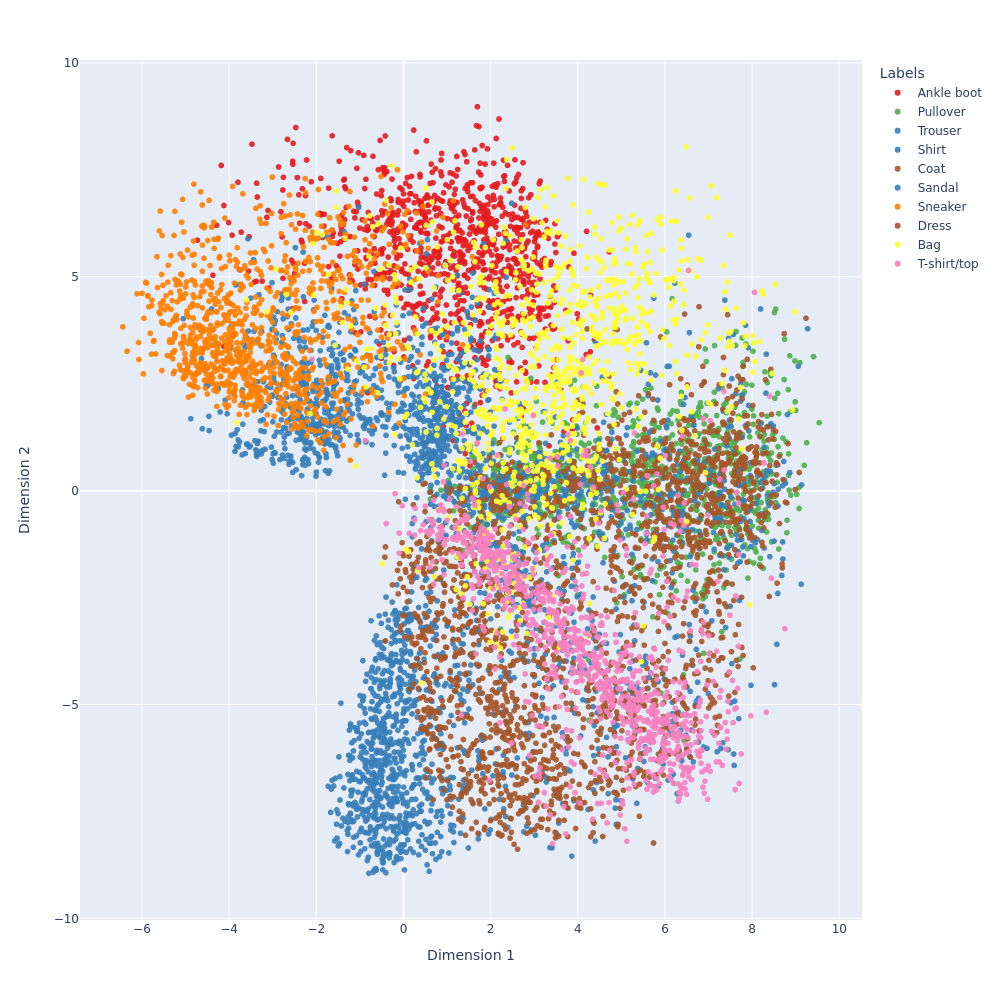 Labels
Ankle boot
Pullover
Trouser
Shirt
Coat
Sandal
Sneaker
Dress
Bag
T-shirt/top
10
5
0
−5
−10
Dimension 2
−6 −4 −2 0 2 4 6 8 10
Dimension 1